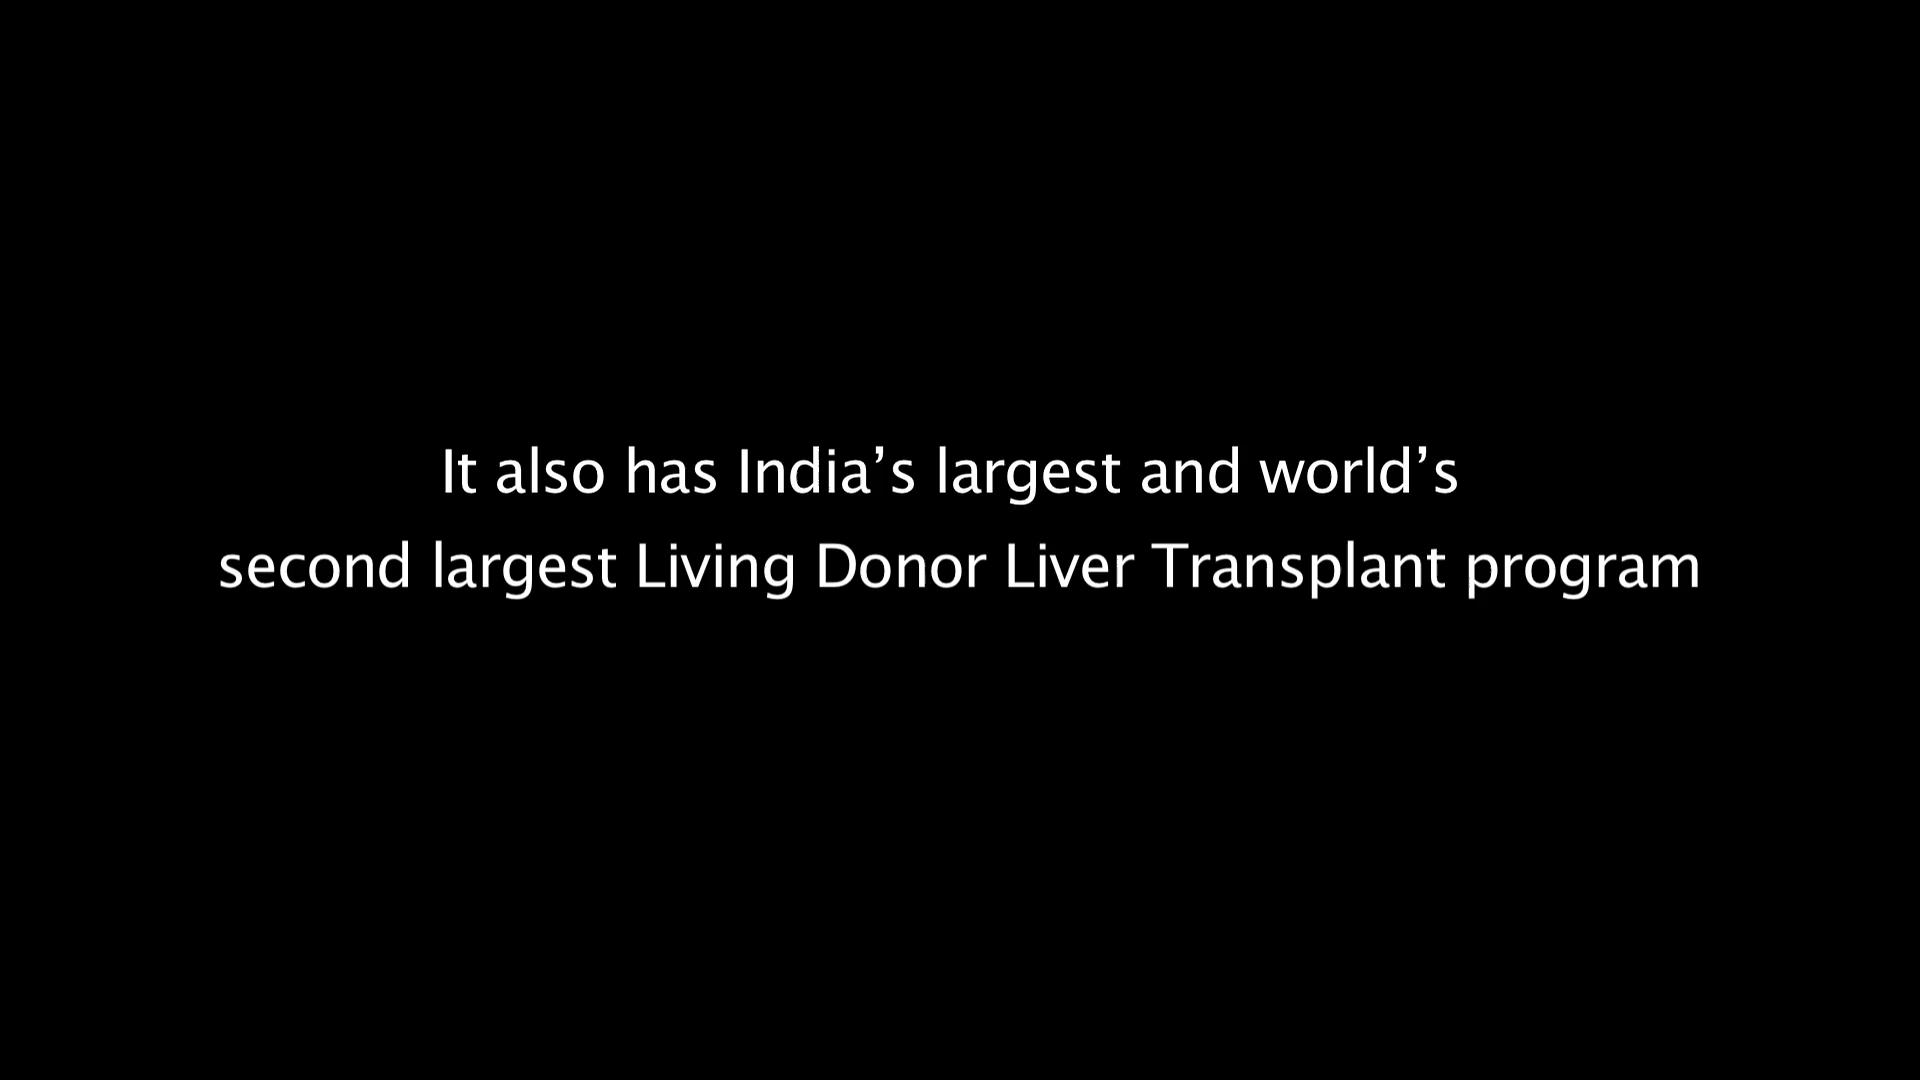 It also has India’s largest and world’s
second largest Living Donor Liver Transplant program